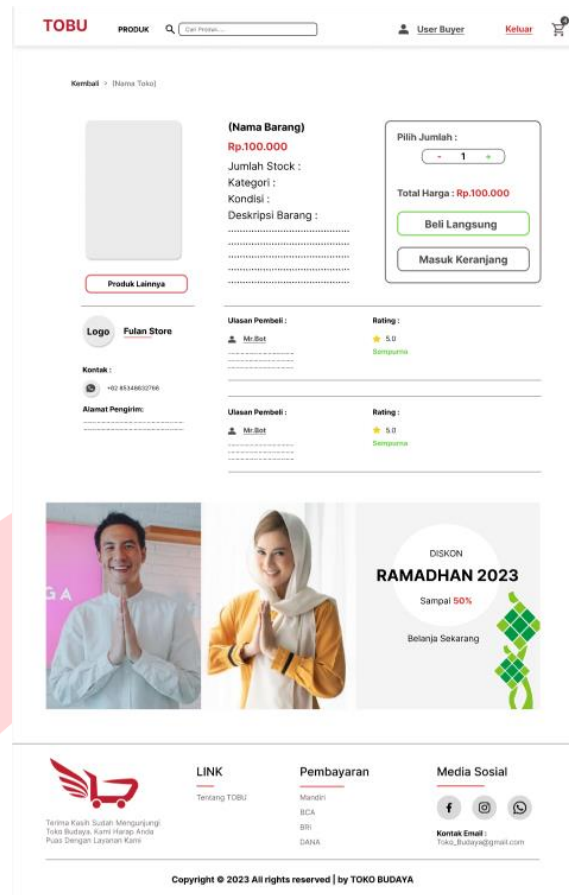 TOBU
PRODUK
Cari Produk....
User Buyer
Keluar
Kembali > (Nama Toko)
(Nama Barang)
Rp.100.000
Jumlah Stock :
Kategori :
Kondisi :
Deskripsi Barang :
Pilih Jumlah :
- 1 +
Total Harga : Rp.100.000
Beli Langsung
Masuk Keranjang
Produk Lainnya
Logo Fulan Store
Kontak :
Alamat Pengirim:
Ulasan Pembeli :
Mr.Bot
Rating :
5.0
Sempurna
Ulasan Pembeli :
Mr.Bot
Rating :
5.0
Sempurna
G A
DISKON
RAMADHAN 2023
Sampai 50%
Belanja Sekarang
Terima Kasih Sudah Mengunjungi
Toko Budaya, Kami Harap Anda
Puas Dengan Layanan Kami
LINK
Tentang TOBU
Pembayaran
Mandiri
BCA
BRI
DANA
Media Sosial
Kontak Email :
Toko_Budaya@gmail.com
Copyright © 2023 All rights reserved | by TOKO BUDAYA